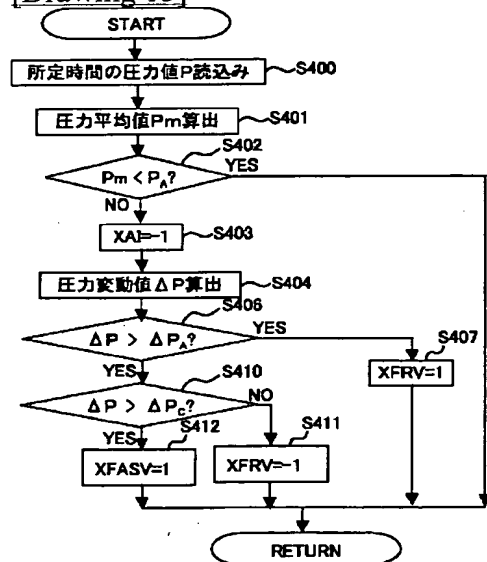 START
所定時間の圧力値P読込み
S400
圧力平均値Pm算出
S401
S402
Pm < PA?
YES
NO
XAI=-1
S403
圧力変動値ΔP算出
S404
S406
ΔP > ΔPA?
YES
YES
S407
XFRV=1
S410
ΔP > ΔPC?
NO
YES
S412
S411
XFASV=1
XFRV=-1
RETURN